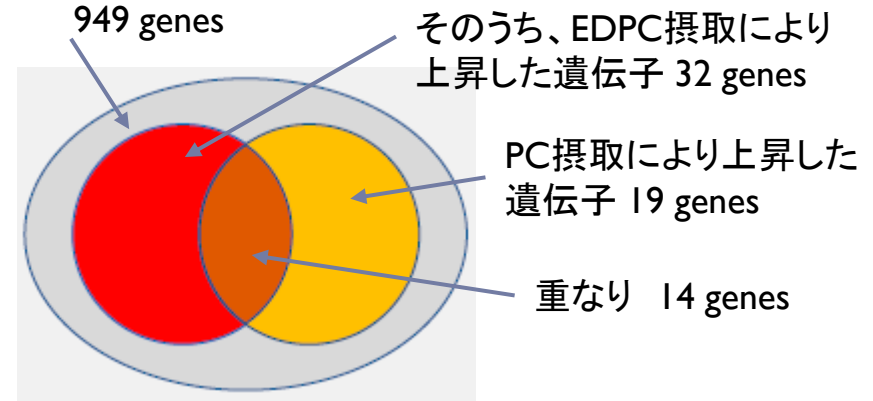 949 genes
そのうち、EDPC摂取により
上昇した遺伝子 32 genes
PC摂取により上昇した
遺伝子 19 genes
重なり 14 genes